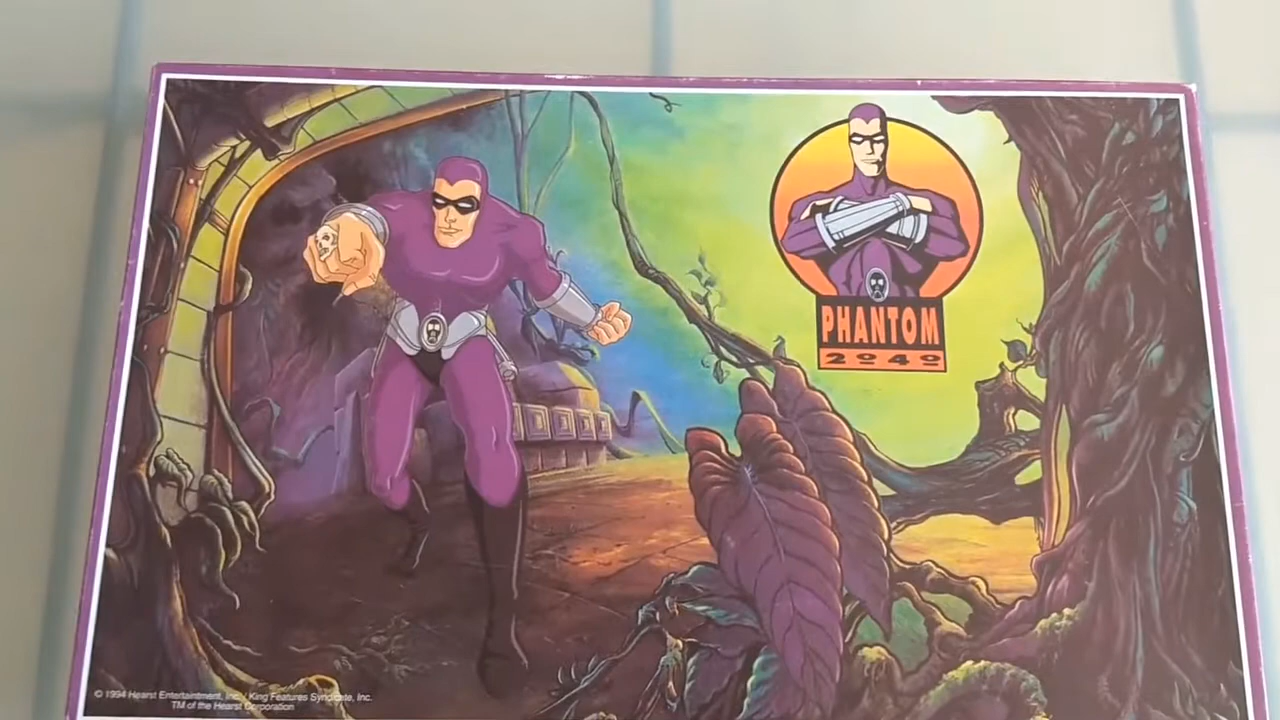 PHANTOM
2040
© 1994 Hearst Entertainment, Inc. / King Features Syndicate, Inc.
TM of the Hearst Corporation